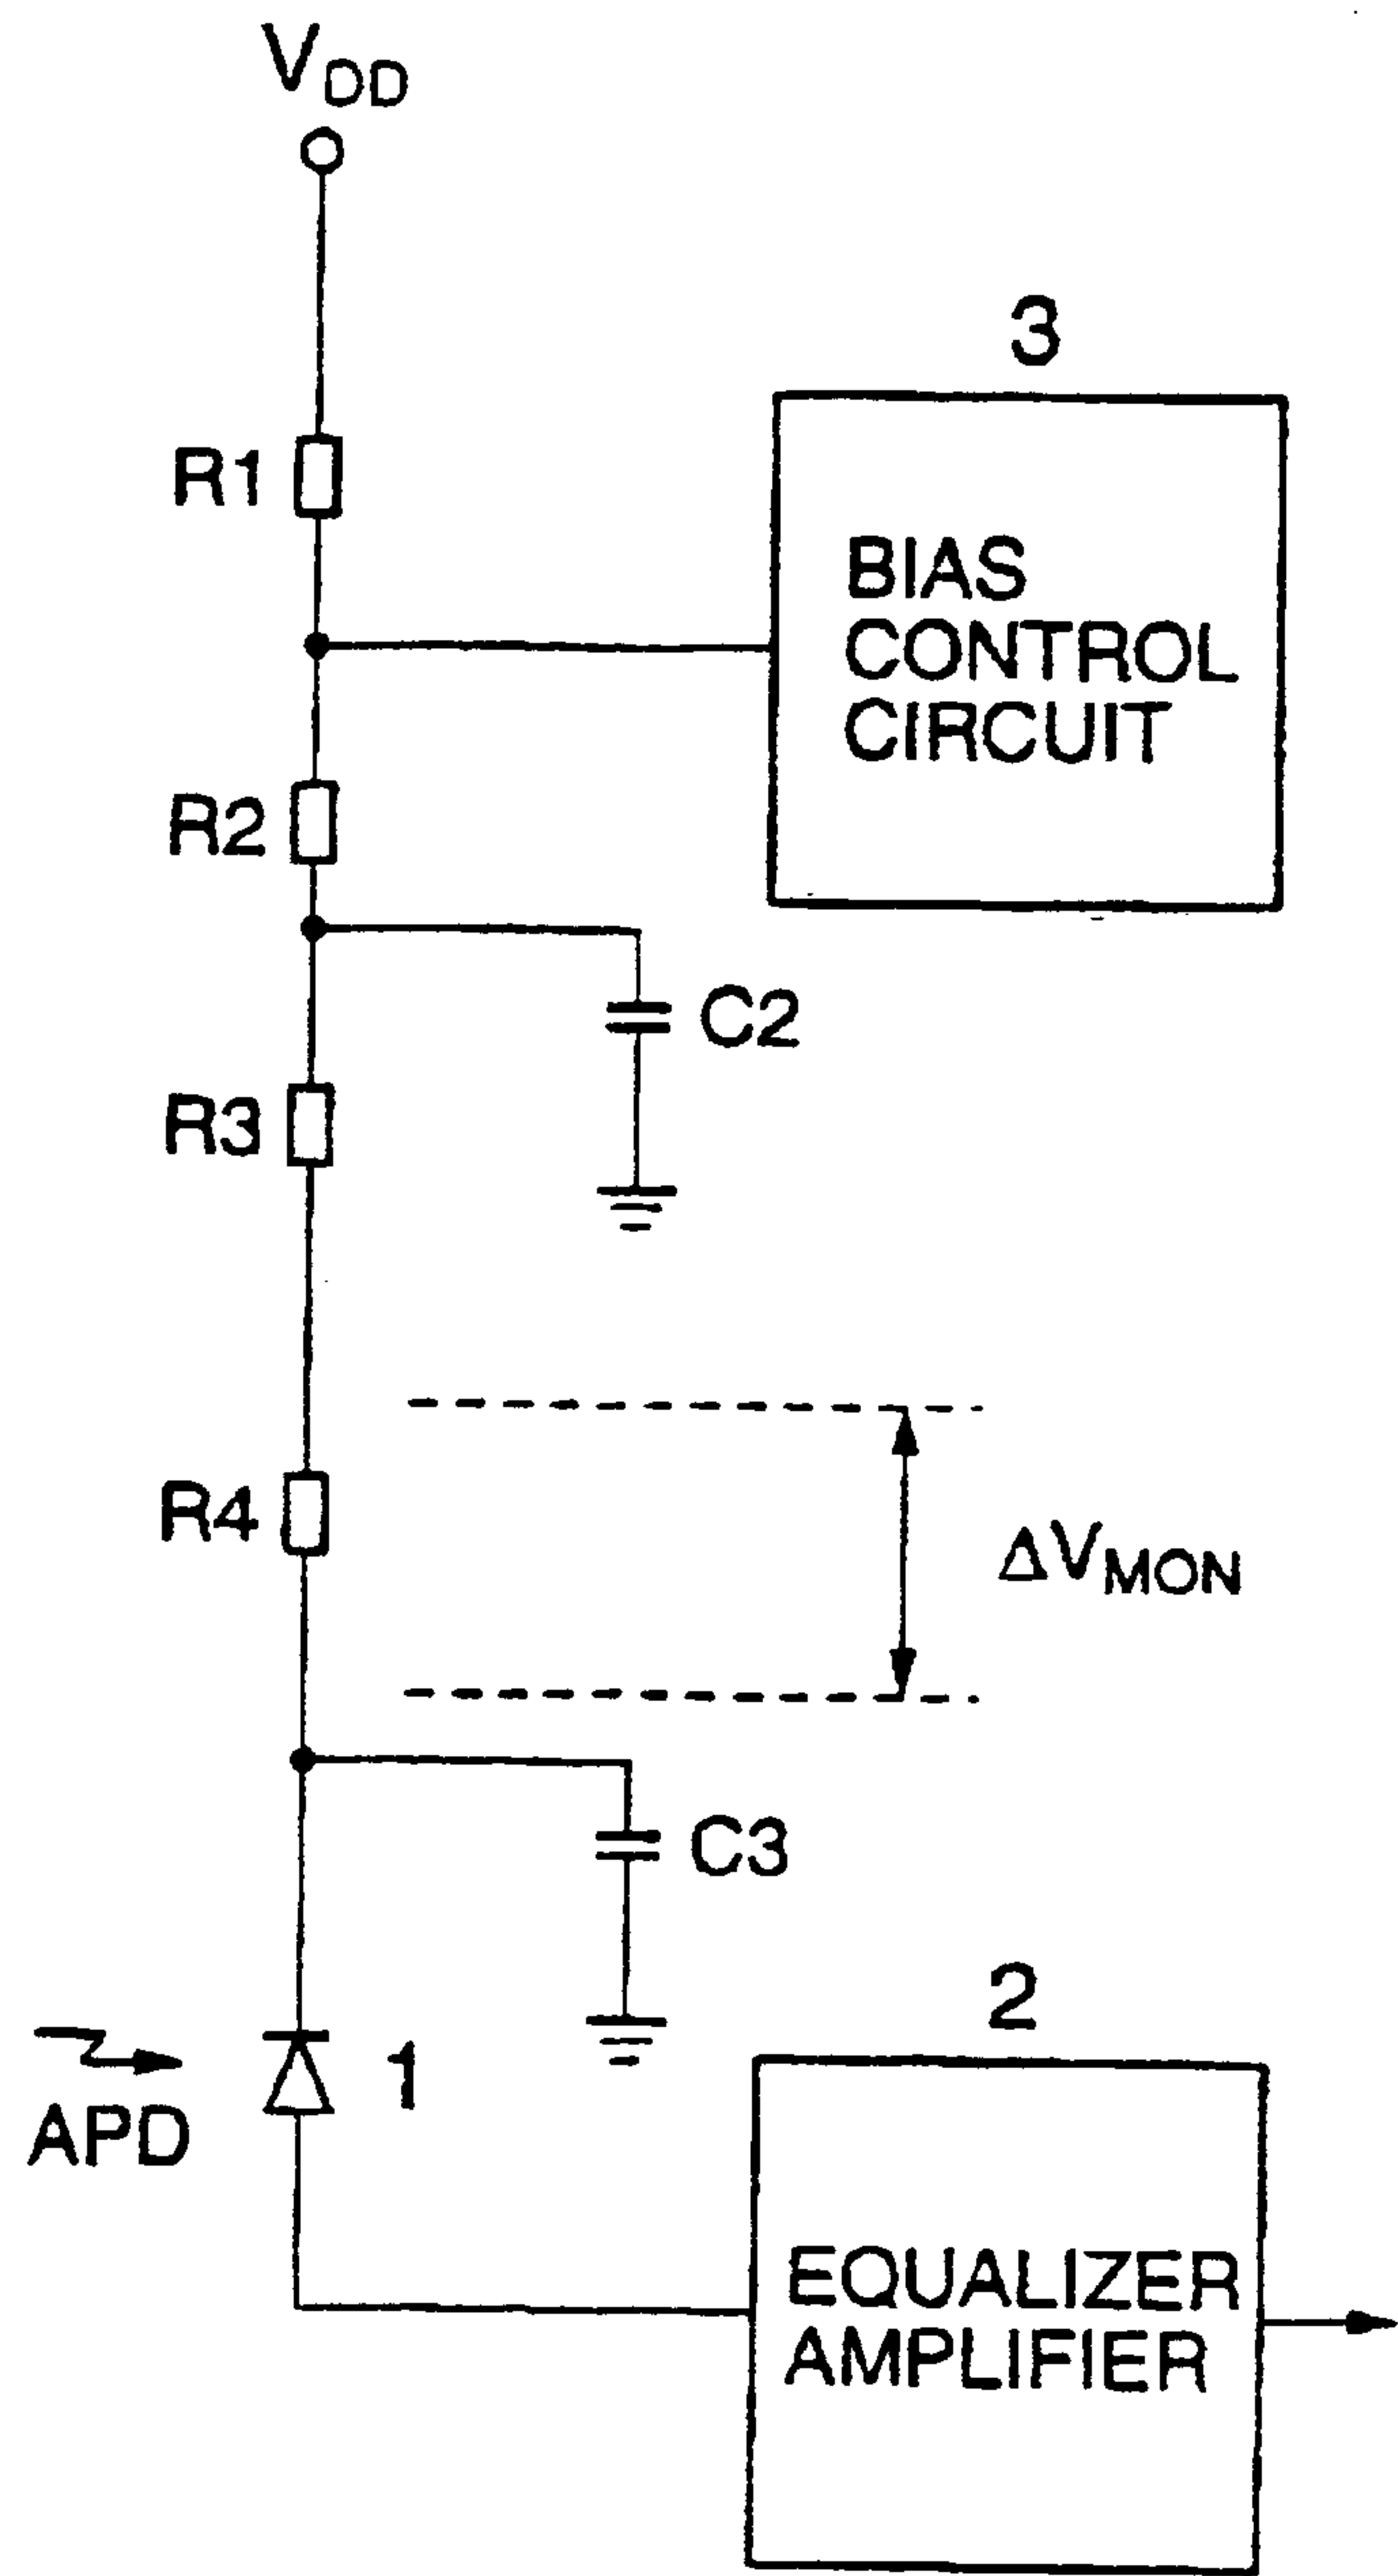 VDD
3
R1
BIAS
CONTROL
CIRCUIT
R2
C2
R3
R4
ΔVMON
C3
2
1
APD
EQUALIZER
AMPLIFIER